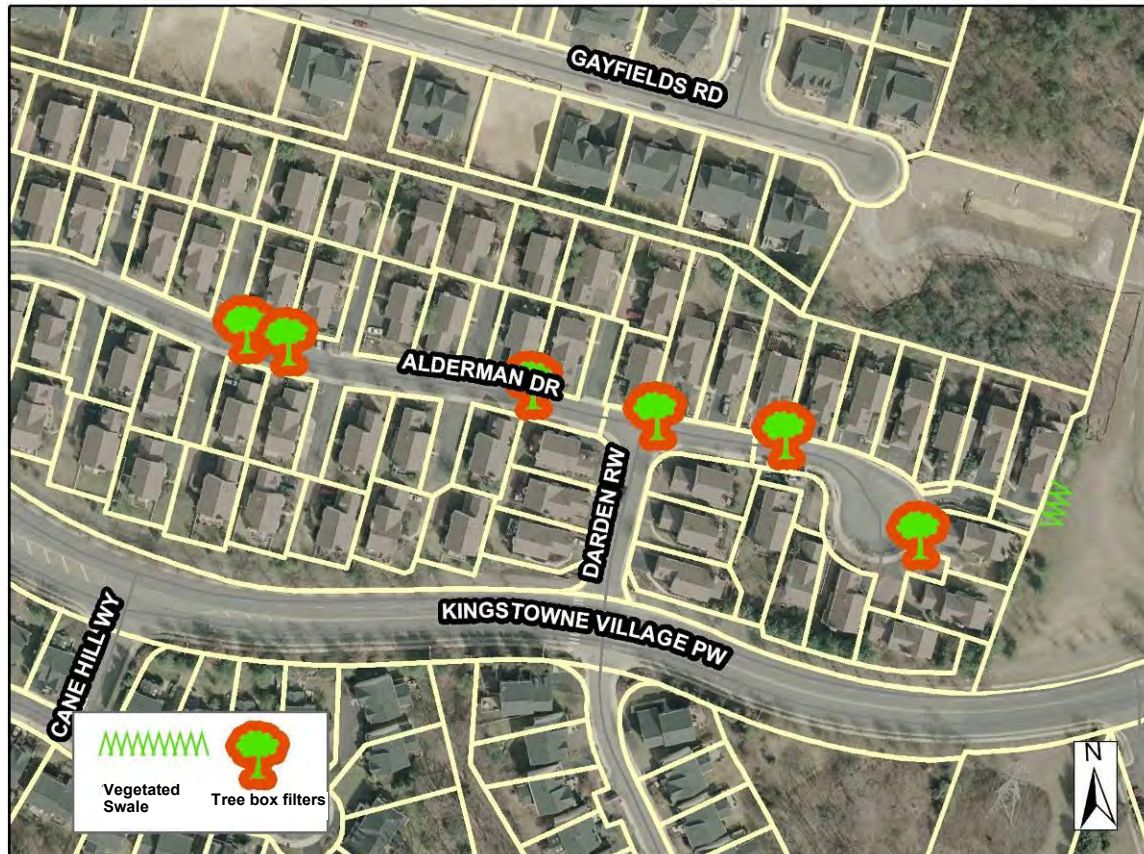 GAYFIELDS RD
ALDERMAN DR
DARDEN RW
KINGSTOWNE VILLAGE PW
CANE HILL WY
Vegetated
Swale
Tree box filters
N